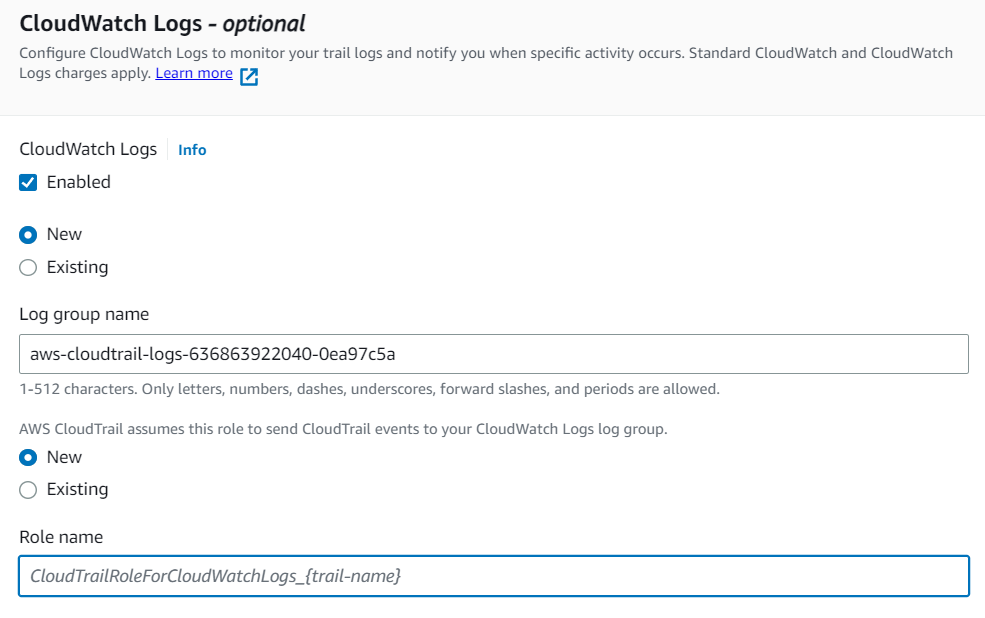 CloudWatch Logs - optional
Configure CloudWatch Logs to monitor your trail logs and notify you when specific activity occurs. Standard CloudWatch and CloudWatch
Logs charges apply. Learn more
CloudWatch Logs Info
Enabled
New
Existing
Log group name
aws-cloudtrail-logs-636863922040-0ea97c5a
1-512 characters. Only letters, numbers, dashes, underscores, forward slashes, and periods are allowed.
AWS CloudTrail assumes this role to send CloudTrail events to your CloudWatch Logs log group.
New
Existing
Role name
CloudTrailRoleForCloudWatchLogs_{trail-name}